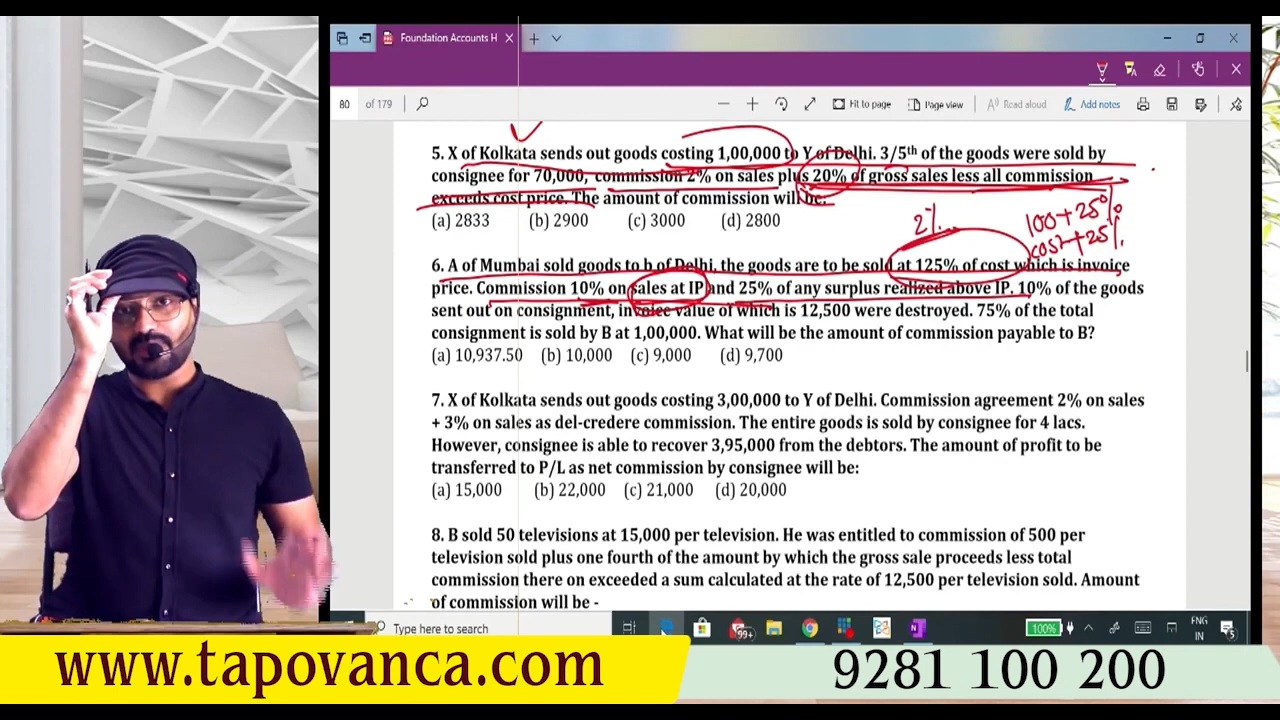 Foundation Accounts H
80 of 179
Fit to page
Page view
Read aloud
Add notes
5. X of Kolkata sends out goods costing 1,00,000 to Y of Delhi. 3/5th of the goods were sold by
consignee for 70,000, commission 2% on sales plus 20% of gross sales less all commission
exceeds cost price. The amount of commission will be:
(a) 2833 (b) 2900 (c) 3000 (d) 2800
2%
100+25%
cost+25%
6. A of Mumbai sold goods to b of Delhi, the goods are to be sold at 125% of cost which is invoice
price. Commission 10% on sales at IP and 25% of any surplus realized above IP. 10% of the goods
sent out on consignment, invoice value of which is 12,500 were destroyed. 75% of the total
consignment is sold by B at 1,00,000. What will be the amount of commission payable to B?
(a) 10,937.50 (b) 10,000 (c) 9,000 (d) 9,700
7. X of Kolkata sends out goods costing 3,00,000 to Y of Delhi. Commission agreement 2% on sales
+ 3% on sales as del-credere commission. The entire goods is sold by consignee for 4 lacs.
However, consignee is able to recover 3,95,000 from the debtors. The amount of profit to be
transferred to P/L as net commission by consignee will be:
(a) 15,000 (b) 22,000 (c) 21,000 (d) 20,000
8. B sold 50 televisions at 15,000 per television. He was entitled to commission of 500 per
television sold plus one fourth of the amount by which the gross sale proceeds less total
commission there on exceeded a sum calculated at the rate of 12,500 per television sold. Amount
of commission will be -
Type here to search
99+
100%
ENG
IN
5
www.tapovanca.com
9281 100 200